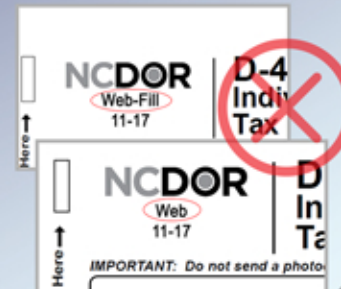 NCDOR
Web-Fill
11-17
D-4
Indiv
Tax
Here
NCDOR
Web
11-17
D
In
Ta
Here
IMPORTANT: Do not send a photo